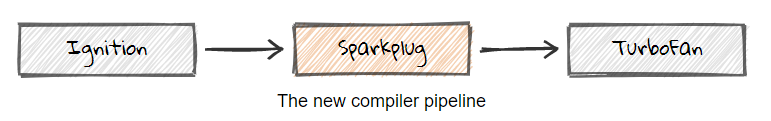 Ignition Sparkplug TurboFan
The new compiler pipeline